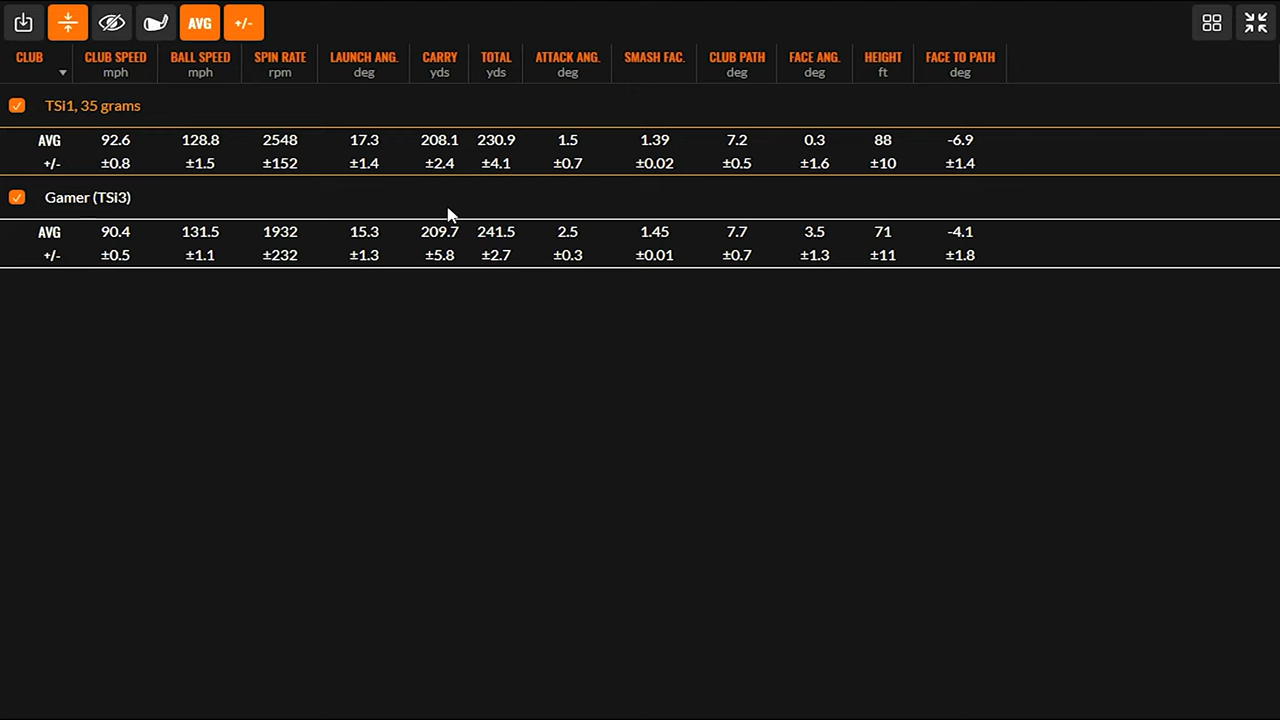 AVG +/-
CLUB CLUB SPEED BALL SPEED SPIN RATE LAUNCH ANG. CARRY TOTAL ATTACK ANG. SMASH FAC. CLUB PATH FACE ANG. HEIGHT FACE TO PATH
mph mph rpm deg yds yds deg deg deg ft deg
TSi1, 35 grams
AVG 92.6 128.8 2548 17.3 208.1 230.9 1.5 1.39 7.2 0.3 88 -6.9
+/- ±0.8 ±1.5 ±152 ±1.4 ±2.4 ±4.1 ±0.7 ±0.02 ±0.5 ±1.6 ±10 ±1.4
Gamer (TSi3)
AVG 90.4 131.5 1932 15.3 209.7 241.5 2.5 1.45 7.7 3.5 71 -4.1
+/- ±0.5 ±1.1 ±232 ±1.3 ±5.8 ±2.7 ±0.3 ±0.01 ±0.7 ±1.3 ±11 ±1.8